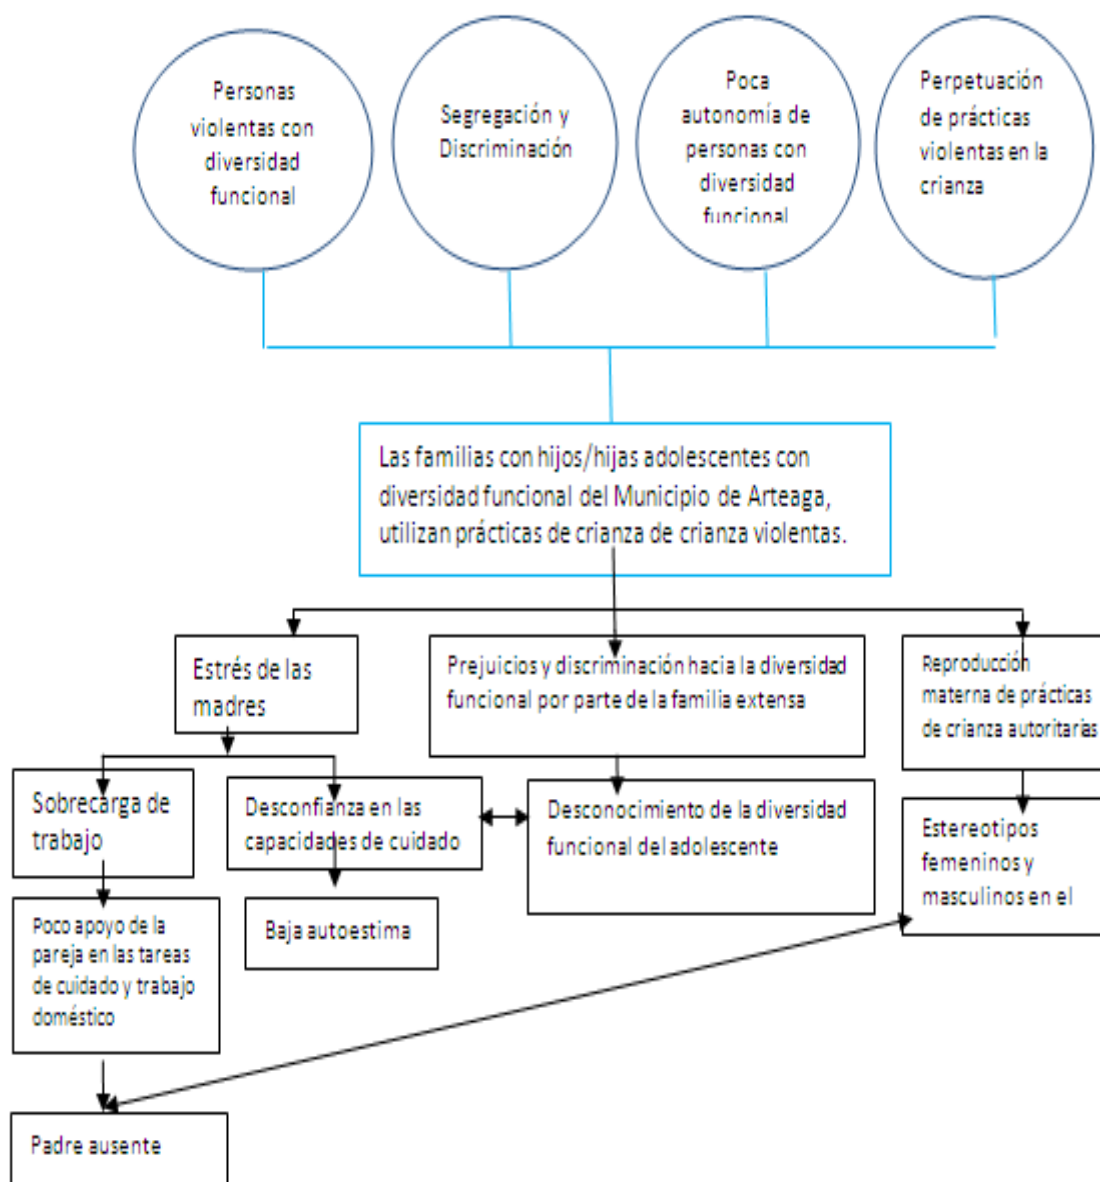 Personas
violentas con
diversidad
funcional
Segregación y
Discriminación
Poca
autonomía de
personas con
diversidad
funcional
Perpetuación
de prácticas
violentas en la
crianza
Las familias con hijos/hijas adolescentes con
diversidad funcional del Municipio de Arteaga,
utilizan prácticas de crianza de crianza violentas.
Estrés de las
madres
Prejuicios y discriminación hacia la diversidad
funcional por parte de la familia extensa
Reproducción
materna de prácticas
de crianza autoritarias
Sobrecarga de
trabajo
Desconfianza en las
capacidades de cuidado
Desconocimiento de la diversidad
funcional del adolescente
Estereotipos
femeninos y
masculinos en el
Poco apoyo de la
pareja en las tareas
de cuidado y trabajo
doméstico
Baja autoestima
Padre ausente